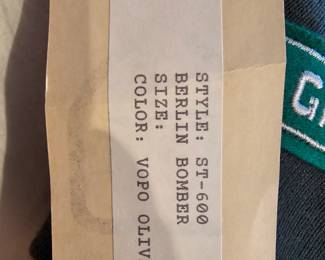 STYLE: ST-600
BERLIN BOMBER
SIZE:
COLOR: VOPO OLIV
G